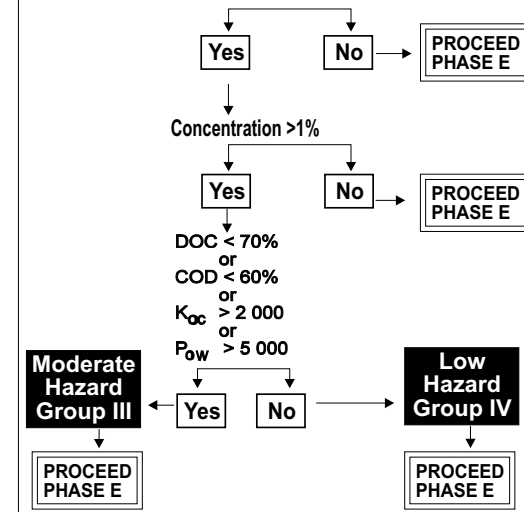 Yes
No
PROCEED
PHASE E
Concentration >1%
Yes
No
PROCEED
PHASE E
DOC < 70%
or
COD < 60%
or
Koc > 2 000
or
Pow > 5 000
Moderate
Hazard
Group III
Yes
No
Low
Hazard
Group IV
PROCEED
PHASE E
PROCEED
PHASE E